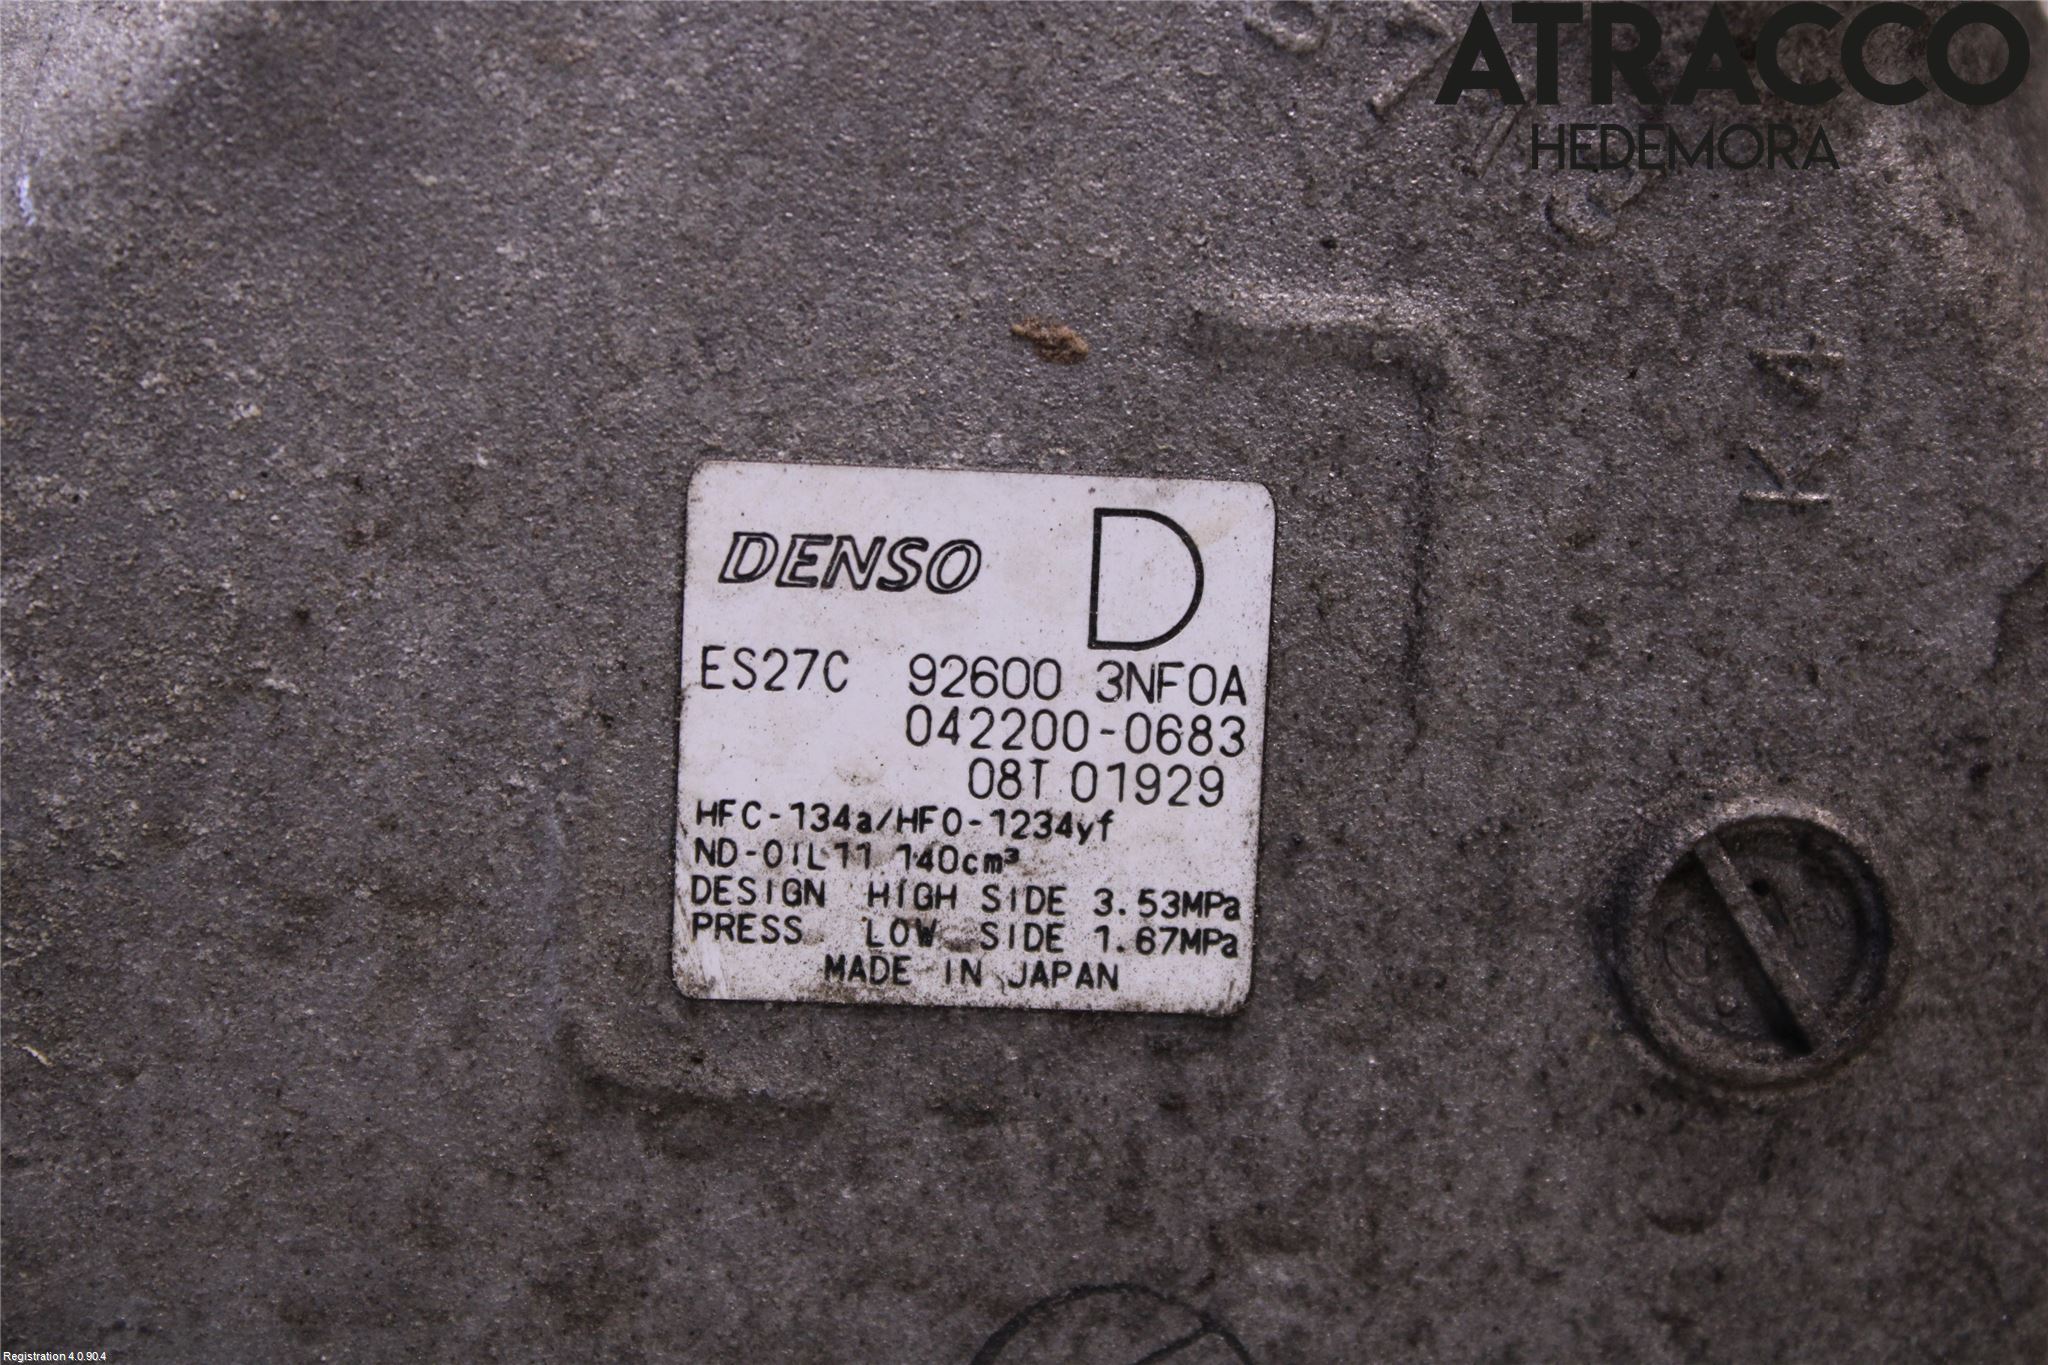 ATRACCO
HEDEMORA
K4
DENSO D
ES27C 92600 3NF0A
042200-0683
08T 01929
HFC-134a/HFO-1234yf
ND-OIL11 140cm³
DESIGN HIGH SIDE 3.53MPa
PRESS LOW SIDE 1.67MPa
MADE IN JAPAN
Registration 4.0.90.4